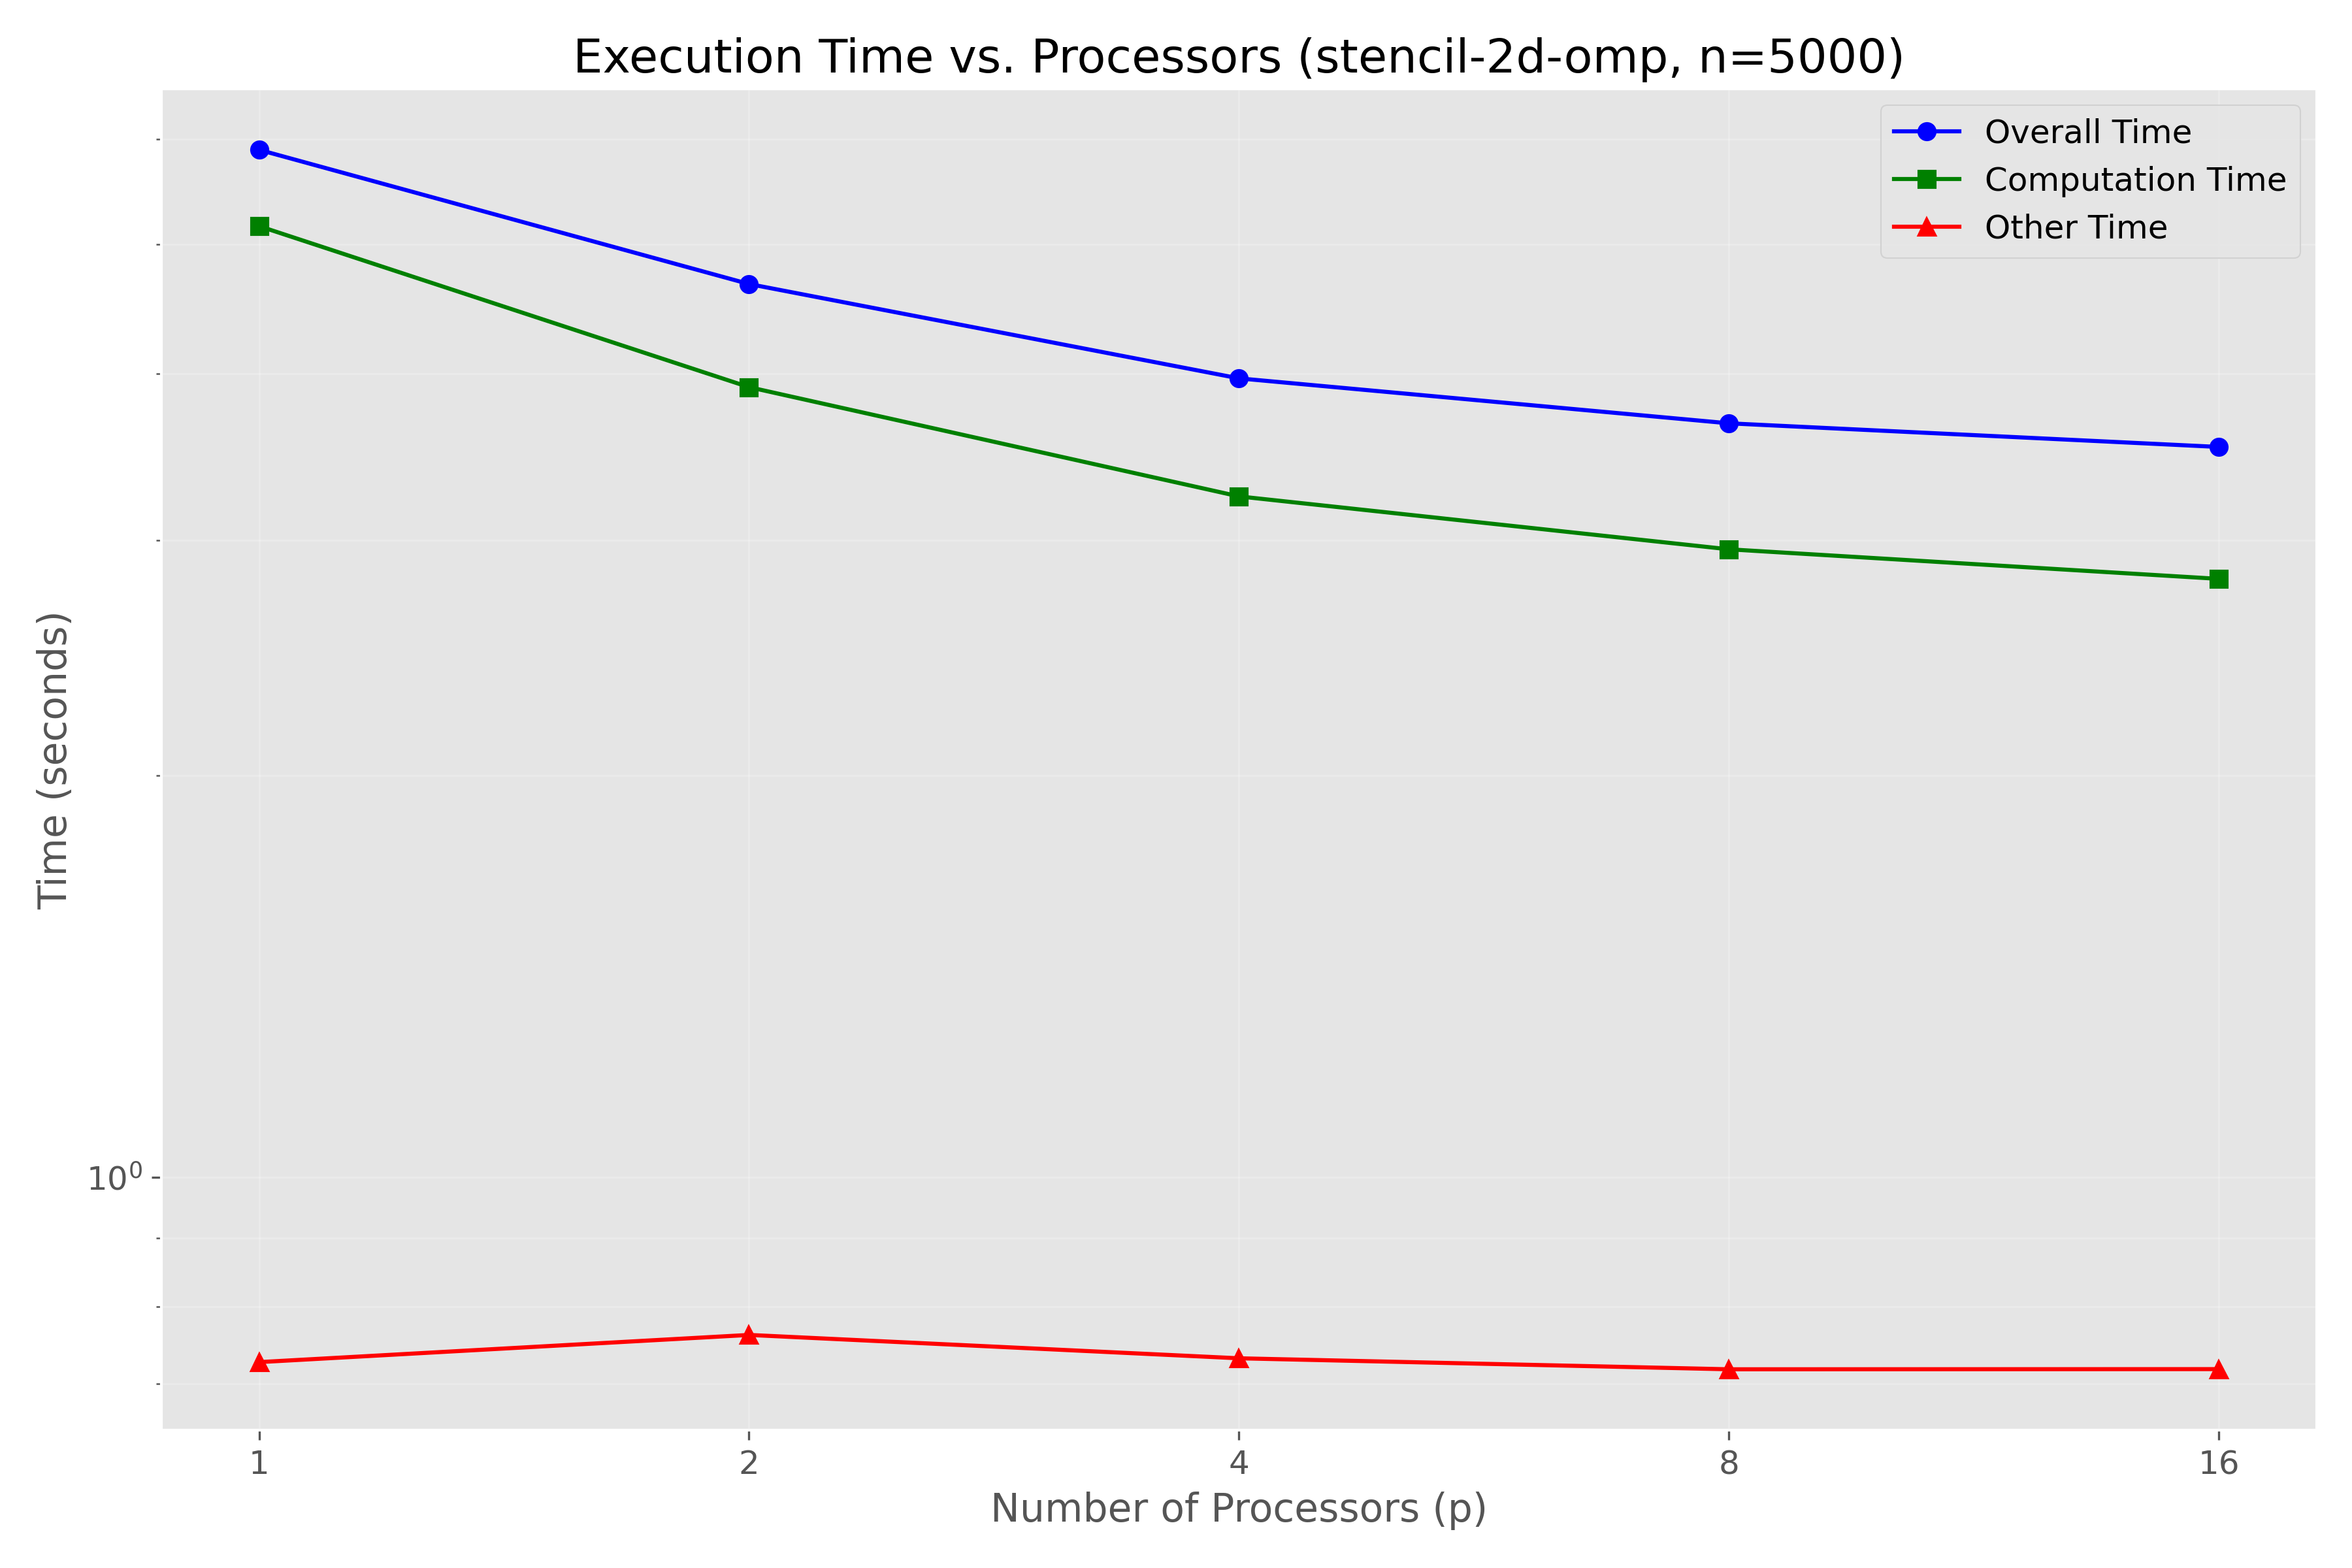 Execution Time vs. Processors (stencil-2d-omp, n=5000)
Overall Time
Computation Time
Other Time
Time (seconds)
10⁰
1 2 4 8 16
Number of Processors (p)